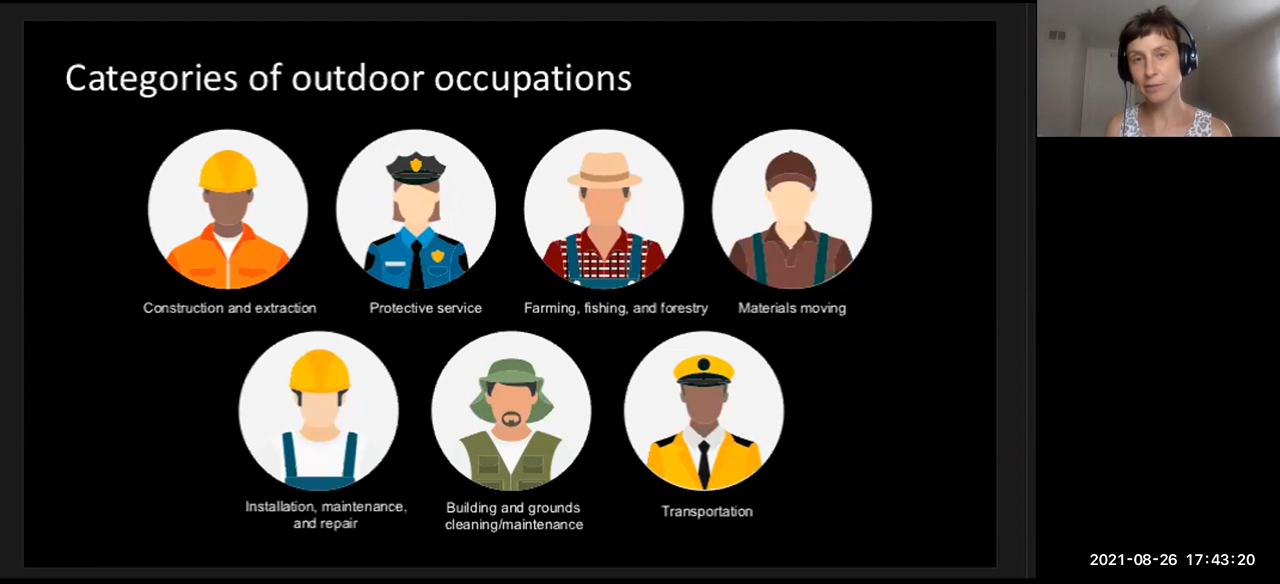 Categories of outdoor occupations
Construction and extraction
Protective service
Farming, fishing, and forestry
Materials moving
Installation, maintenance,
and repair
Building and grounds
cleaning/maintenance
Transportation
2021-08-26 17:43:20